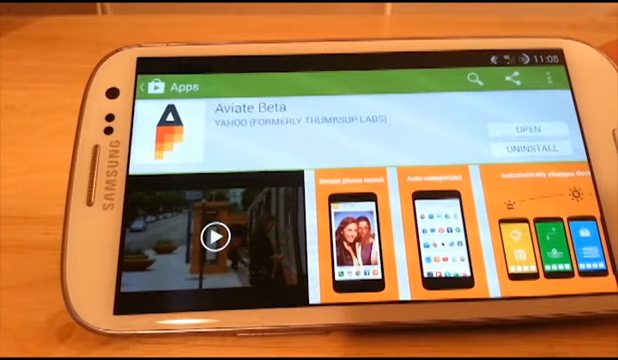 11:08
Apps
Aviate Beta
YAHOO (FORMERLY THUMBSUP LABS)
OPEN
UNINSTALL
SAMSUNG
Simple phone layout
Auto-categorized
Automatically changes thro